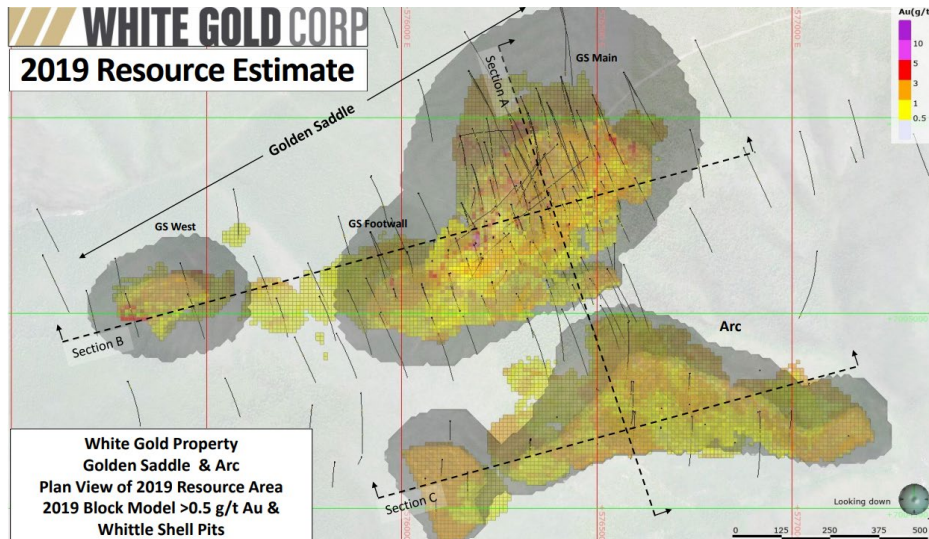 WHITE GOLD CORP
2019 Resource Estimate
+576000 E
+577000 E
Au(g/t)
10
5
3
1
0.5
GS Main
Section A
Golden Saddle
GS West
GS Footwall
Section B
Arc
Section C
White Gold Property
Golden Saddle & Arc
Plan View of 2019 Resource Area
2019 Block Model >0.5 g/t Au &
Whittle Shell Pits
Looking down
0 125 250 375 500